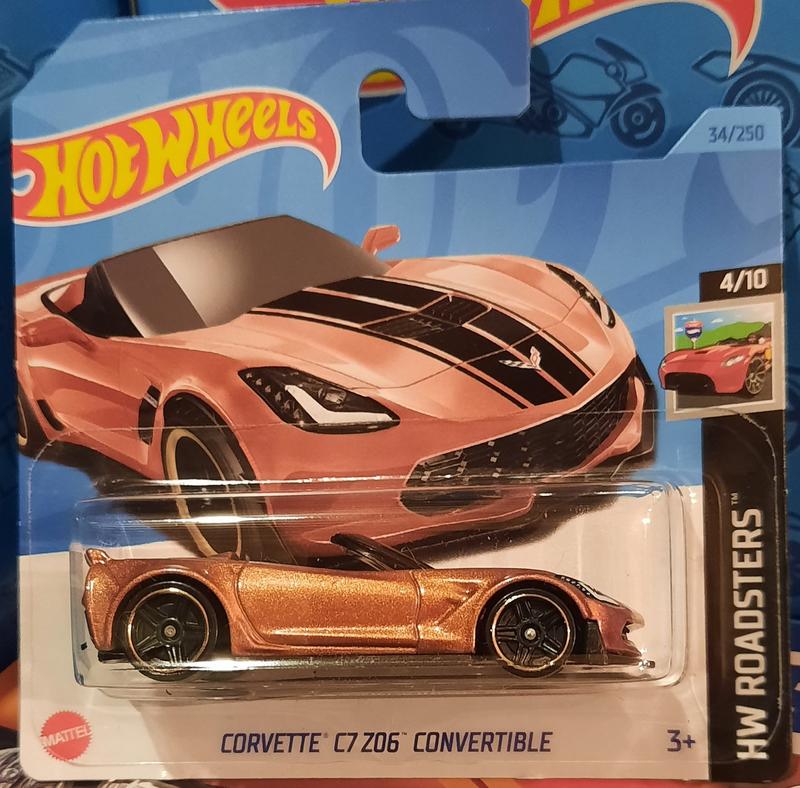 HOT WHEELS
34/250
4/10
HW ROADSTERS™
MATTEL
CORVETTE® C7 Z06™ CONVERTIBLE
3+